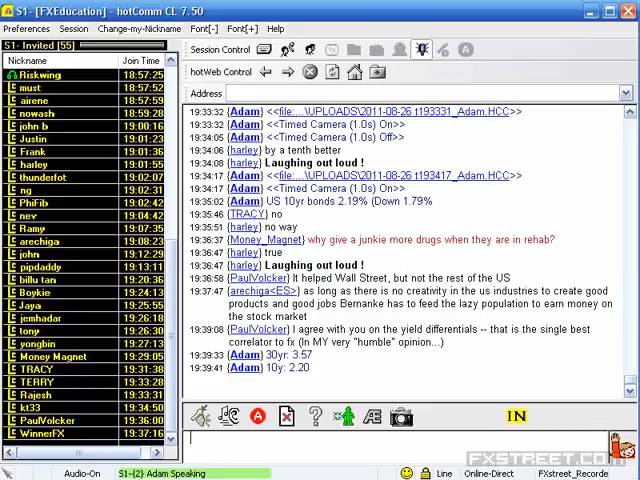 S1- [FXEducation] - hotComm CL 7.50
Preferences Session Change-my-Nickname Font[-] Font[+] Help
S1- Invited [55]
Session Control
Nickname Join Time
hotWeb Control
Address
Riskwing 18:57:25
must 18:57:52
airene 18:57:59
nowash 18:59:28
john b 19:00:16
Justin 19:01:23
Frank 19:01:36
harley 19:01:55
thunderfot 19:02:07
ng 19:02:31
PhiFib 19:02:42
nev 19:04:42
Ramy 19:07:35
arechiga 19:08:23
john 19:12:29
pipdaddy 19:13:11
billu tan 19:20:36
Boykie 19:24:13
Jaya 19:25:55
jemhadar 19:26:18
tony 19:26:30
yongbin 19:27:13
Money Magnet 19:29:05
TRACY 19:31:38
TERRY 19:33:28
Rajesh 19:33:31
kt33 19:34:50
PaulVolcker 19:36:00
WinnerFX 19:37:16
19:33:32 {Adam} <<file:...\UPLOADS\2011-08-26 t193331_Adam.HCC>>
19:33:32 {Adam} <<Timed Camera (1.0s) On>>
19:34:05 {Adam} <<Timed Camera (1.0s) Off>>
19:34:06 {harley} by a tenth better
19:34:08 {harley} Laughing out loud !
19:34:17 {Adam} <<file:...\UPLOADS\2011-08-26 t193417_Adam.HCC>>
19:34:17 {Adam} <<Timed Camera (1.0s) On>>
19:35:02 {Adam} US 10yr bonds 2.19% (Down 1.79%
19:35:46 {TRACY} no
19:35:51 {harley} no way
19:36:37 {Money_Magnet} why give a junkie more drugs when they are in rehab?
19:36:42 {harley} true
19:36:47 {harley} Laughing out loud !
19:36:58 {PaulVolcker} It helped Wall Street, but not the rest of the US
19:37:47 {arechiga<ES>} as long as there is no creativity in the us industries to create good
products and good jobs Bernanke has to feed the lazy population to earn money on
the stock market
19:39:08 {PaulVolcker} I agree with you on the yield differentials -- that is the single best
correlator to fx (In MY very "humble" opinion...)
19:39:33 {Adam} 30yr: 3.57
19:39:41 {Adam} 10y: 2.20
A ? Æ IN
FXSTREET.COM
Audio-On S1-{2} Adam Speaking Line Online-Direct FXstreet_Recorde